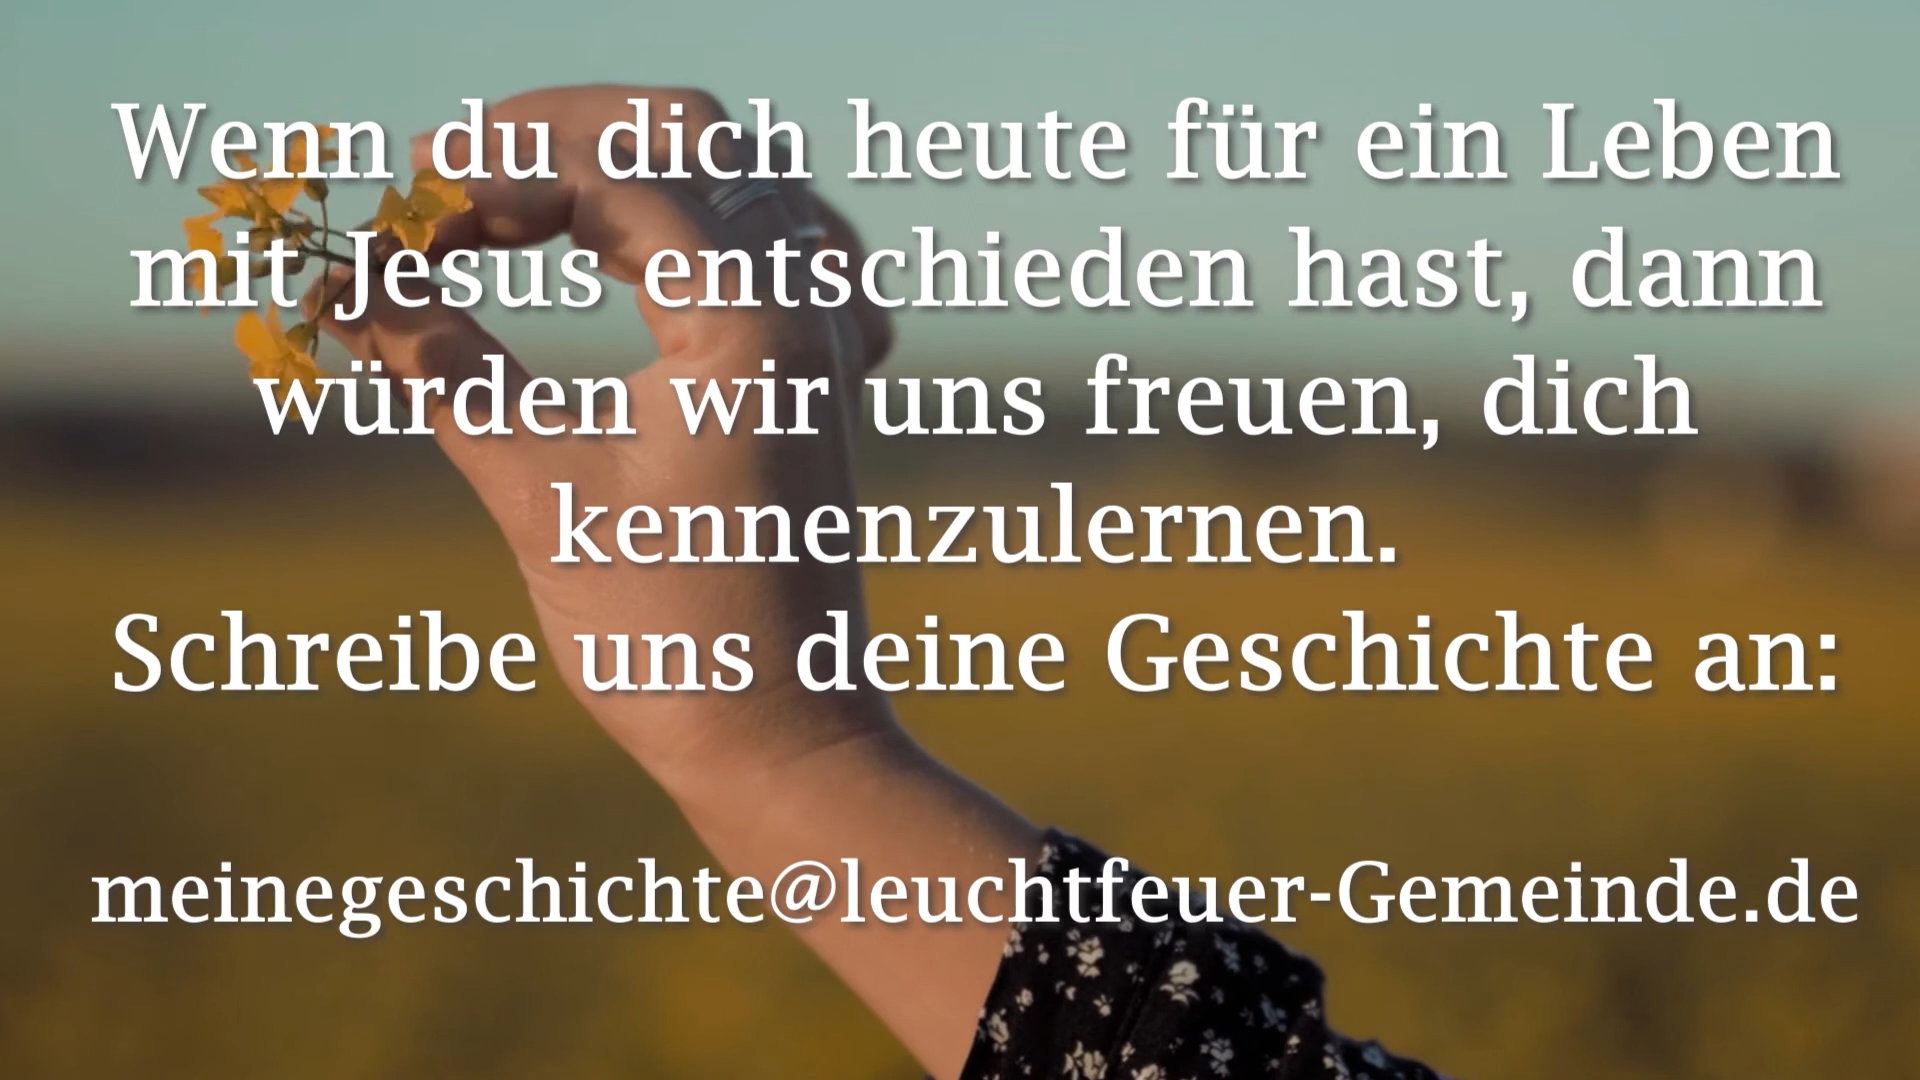 Wenn du dich heute für ein Leben
mit Jesus entschieden hast, dann
würden wir uns freuen, dich
kennenzulernen.
Schreibe uns deine Geschichte an:
meinegeschichte@leuchtfeuer-Gemeinde.de